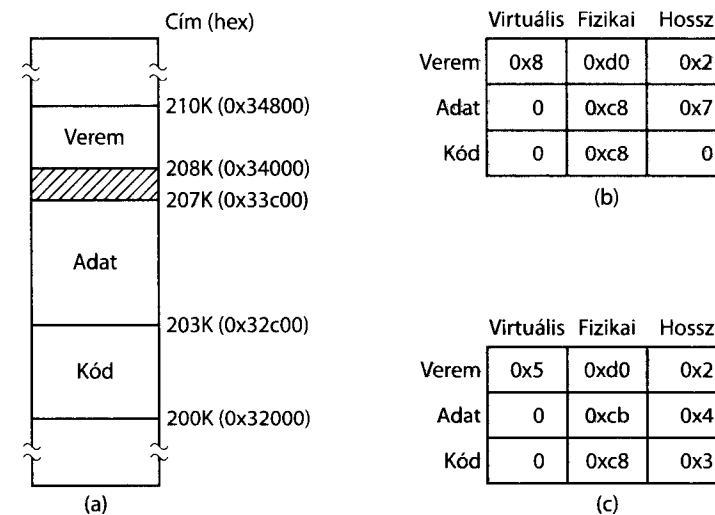 Cím (hex)
210K (0x34800)
Verem
208K (0x34000)
207K (0x33c00)
Adat
203K (0x32c00)
Kód
200K (0x32000)
(a)
Virtuális Fizikai Hossz
Verem 0x8 0xd0 0x2
Adat 0 0xc8 0x7
Kód 0 0xc8 0
(b)
Virtuális Fizikai Hossz
Verem 0x5 0xd0 0x2
Adat 0 0xcb 0x4
Kód 0 0xc8 0x3
(c)